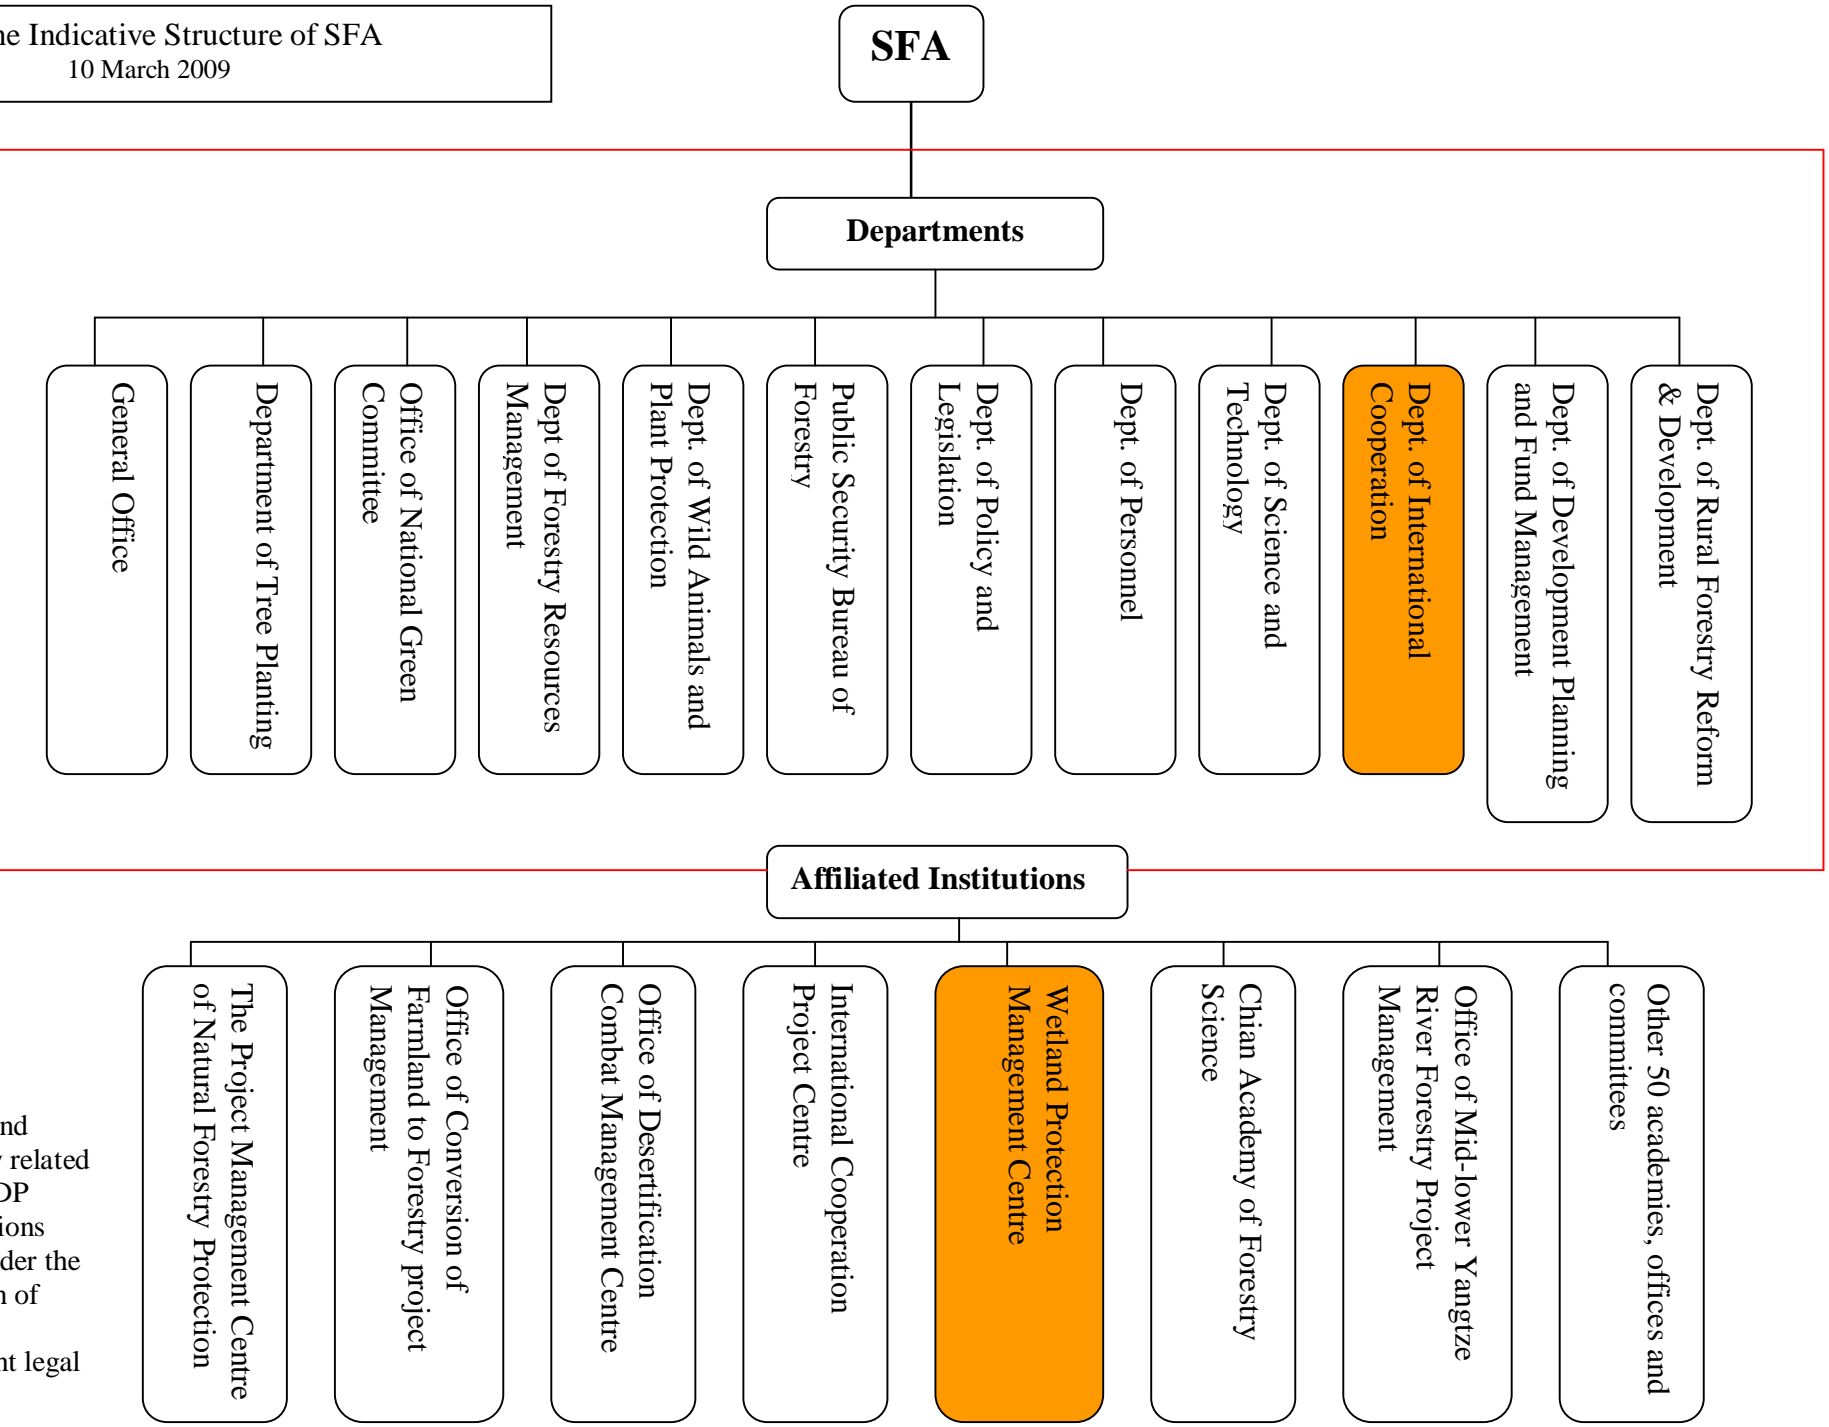 Indicative Structure of SFA
10 March 2009
SFA
Departments
General Office
Department of Tree Planting
Office of National Green
Committee
Dept of Forestry Resources
Management
Dept. of Wild Animals and
Plant Protection
Public Security Bureau of
Forestry
Dept. of Policy and
Legislation
Dept. of Personnel
Dept. of Science and
Technology
Dept. of International
Cooperation
Dept. of Development Planning
and Fund Management
Dept. of Rural Forestry Reform
& Development
Affiliated Institutions
The Project Management Centre
of Natural Forestry Protection
Office of Conversion of
Farmland to Forestry project
Management
Office of Desertification
Combat Management Centre
International Cooperation
Project Centre
Wetland Protection
Management Centre
Chian Academy of Forestry
Science
Office of Mid-lower Yangtze
River Forestry Project
Management
Other 50 academies, offices and
committees
related
the
of
legal